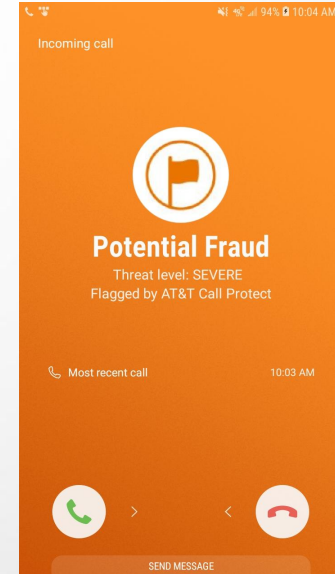 94% 10:04 AM
Incoming call
Potential Fraud
Threat level: SEVERE
Flagged by AT&T Call Protect
Most recent call 10:03 AM
SEND MESSAGE